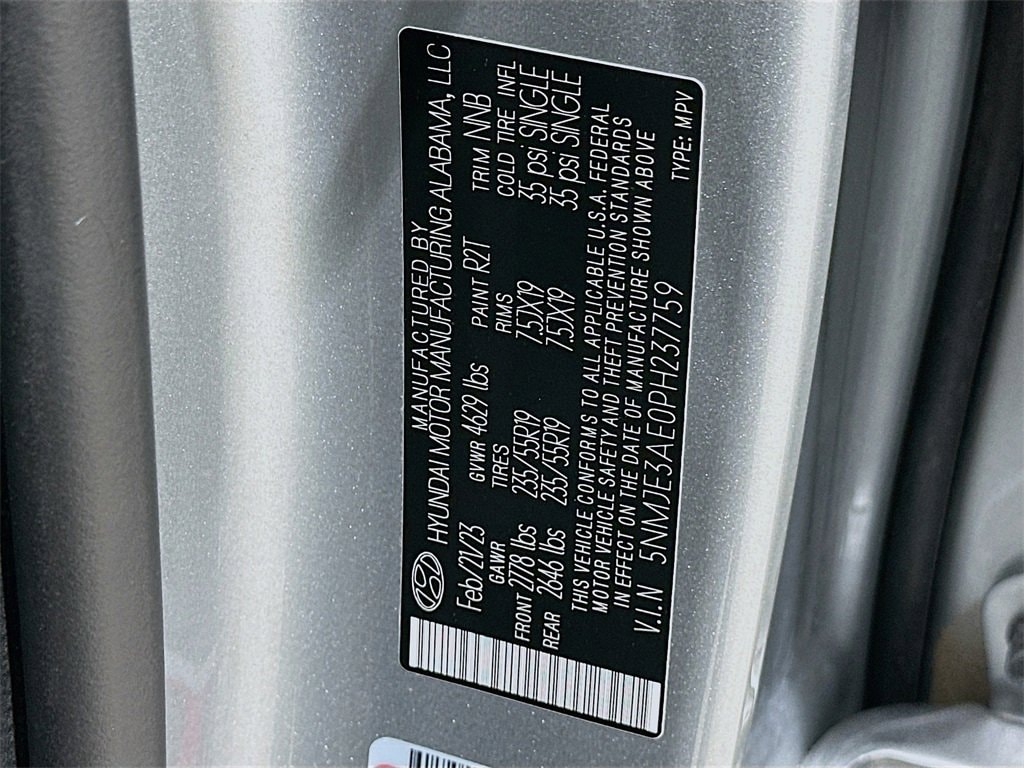 MANUFACTURED BY
HYUNDAI MOTOR MANUFACTURING ALABAMA, LLC
Feb/21/23 GVWR 4629 lbs PAINT R2T TRIM NNB
GAWR TIRES RIMS COLD TIRE INFL
FRONT 2778 lbs 235/55R19 7.5JX19 35 psi SINGLE
REAR 2646 lbs 235/55R19 7.5JX19 35 psi SINGLE
THIS VEHICLE CONFORMS TO ALL APPLICABLE U.S.A. FEDERAL
MOTOR VEHICLE SAFETY AND THEFT PREVENTION STANDARDS
IN EFFECT ON THE DATE OF MANUFACTURE SHOWN ABOVE
V.I.N 5NMJE3AE0PH237759 TYPE: MPV